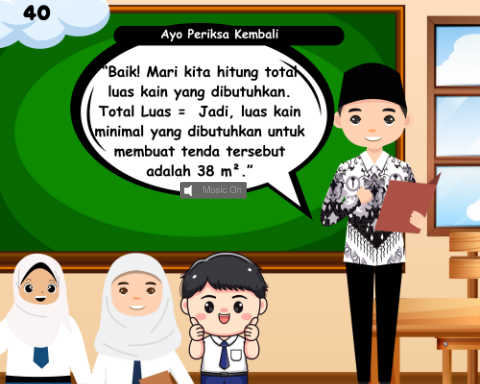 40
Ayo Periksa Kembali
"Baik! Mari kita hitung total
luas kain yang dibutuhkan.
Total Luas = Jadi, luas kain
minimal yang dibutuhkan untuk
membuat tenda tersebut
adalah 38 m²."
Music On